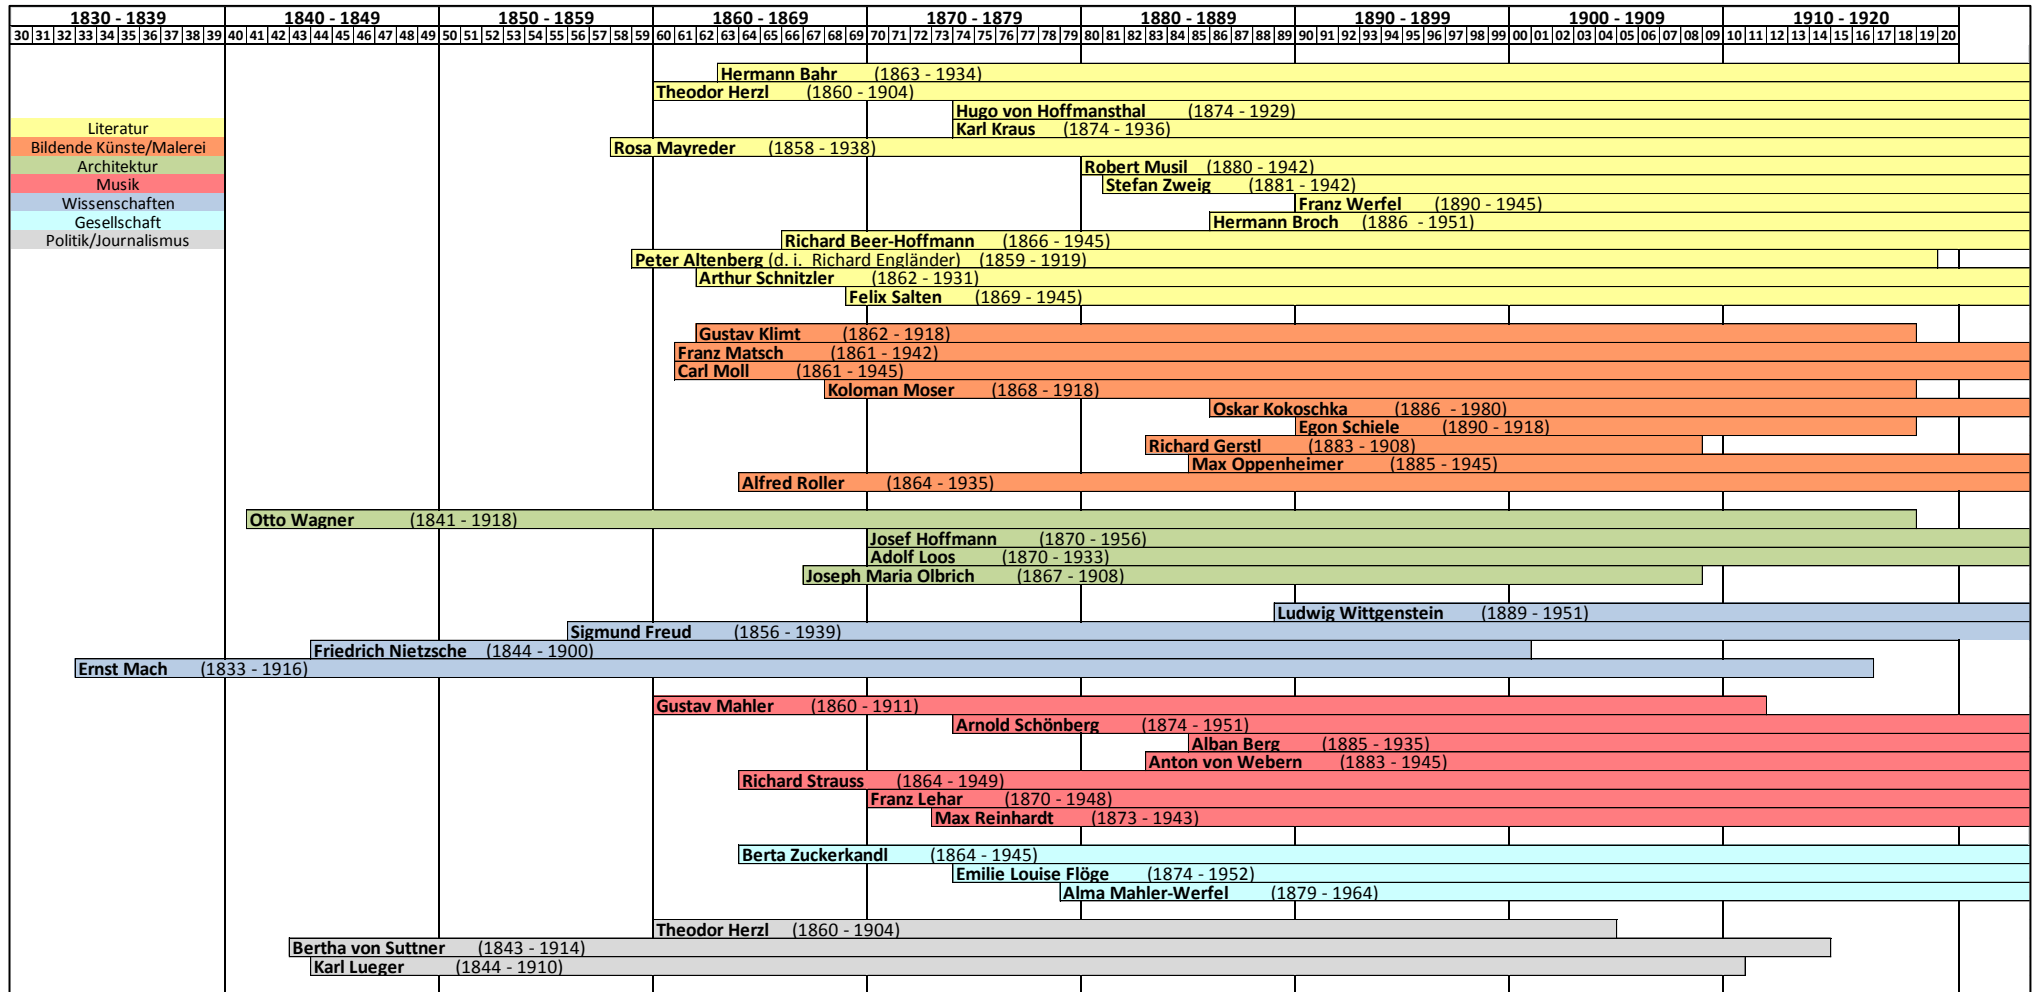 1830 - 1839 1840 - 1849 1850 - 1859 1860 - 1869 1870 - 1879 1880 - 1889 1890 - 1899 1900 - 1909 1910 - 1920
30 31 32 33 34 35 36 37 38 39 40 41 42 43 44 45 46 47 48 49 50 51 52 53 54 55 56 57 58 59 60 61 62 63 64 65 66 67 68 69 70 71 72 73 74 75 76 77 78 79 80 81 82 83 84 85 86 87 88 89 90 91 92 93 94 95 96 97 98 99 00 01 02 03 04 05 06 07 08 09 10 11 12 13 14 15 16 17 18 19 20
Hermann Bahr (1863 - 1934)
Theodor Herzl (1860 - 1904)
Hugo von Hoffmansthal (1874 - 1929)
Literatur Karl Kraus (1874 - 1936)
Bildende Künste/Malerei Rosa Mayreder (1858 - 1938)
Architektur Robert Musil (1880 - 1942)
Musik Stefan Zweig (1881 - 1942)
Wissenschaften Franz Werfel (1890 - 1945)
Gesellschaft Hermann Broch (1886 - 1951)
Politik/Journalismus Richard Beer-Hoffmann (1866 - 1945)
Peter Altenberg (d. i. Richard Engländer) (1859 - 1919)
Arthur Schnitzler (1862 - 1931)
Felix Salten (1869 - 1945)
Gustav Klimt (1862 - 1918)
Franz Matsch (1861 - 1942)
Carl Moll (1861 - 1945)
Koloman Moser (1868 - 1918)
Oskar Kokoschka (1886 - 1980)
Egon Schiele (1890 - 1918)
Richard Gerstl (1883 - 1908)
Max Oppenheimer (1885 - 1945)
Alfred Roller (1864 - 1935)
Otto Wagner (1841 - 1918)
Josef Hoffmann (1870 - 1956)
Adolf Loos (1870 - 1933)
Joseph Maria Olbrich (1867 - 1908)
Ludwig Wittgenstein (1889 - 1951)
Sigmund Freud (1856 - 1939)
Friedrich Nietzsche (1844 - 1900)
Ernst Mach (1833 - 1916)
Gustav Mahler (1860 - 1911)
Arnold Schönberg (1874 - 1951)
Alban Berg (1885 - 1935)
Anton von Webern (1883 - 1945)
Richard Strauss (1864 - 1949)
Franz Lehar (1870 - 1948)
Max Reinhardt (1873 - 1943)
Berta Zuckerkandl (1864 - 1945)
Emilie Louise Flöge (1874 - 1952)
Alma Mahler-Werfel (1879 - 1964)
Theodor Herzl (1860 - 1904)
Bertha von Suttner (1843 - 1914)
Karl Lueger (1844 - 1910)